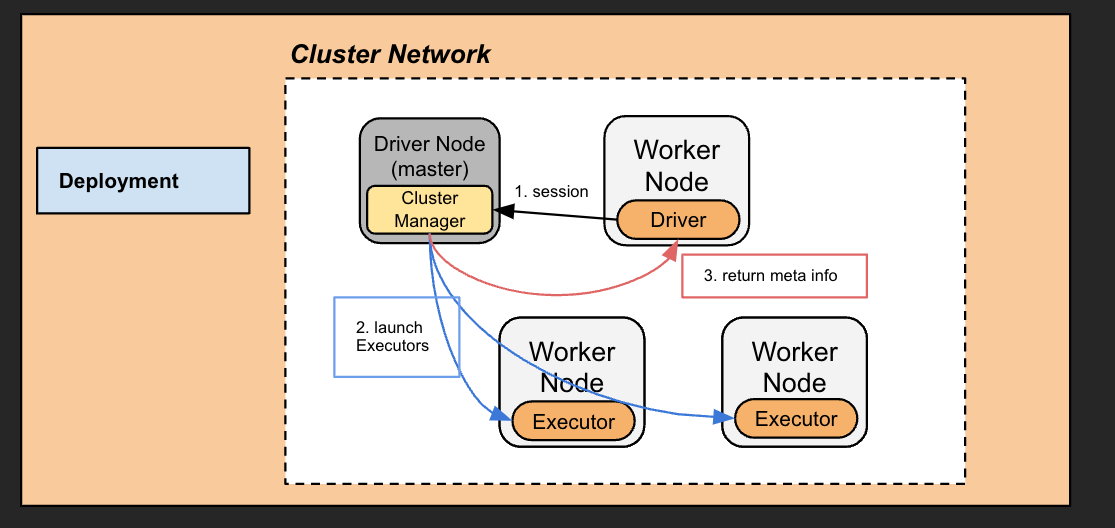 Cluster Network
Deployment
Driver Node
(master)
Cluster
Manager
1. session
Worker
Node
Driver
3. return meta info
2. launch
Executors
Worker
Node
Executor
Worker
Node
Executor